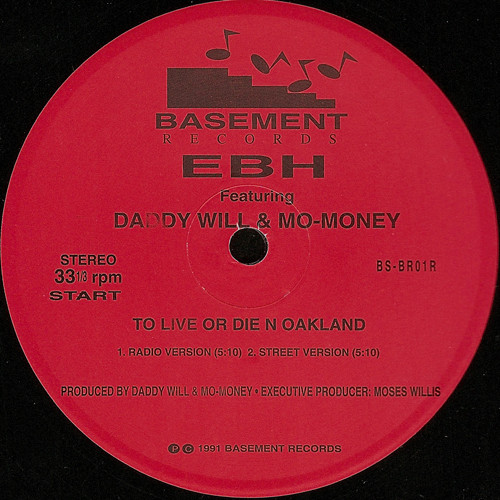 BASEMENT
RECORDS
EBH
Featuring
DADDY WILL & MO-MONEY
STEREO
33 1/3 rpm
START
BS-BR01R
TO LIVE OR DIE N OAKLAND
1. RADIO VERSION (5:10) 2. STREET VERSION (5:10)
PRODUCED BY DADDY WILL & MO-MONEY • EXECUTIVE PRODUCER: MOSES WILLIS
℗ © 1991 BASEMENT RECORDS